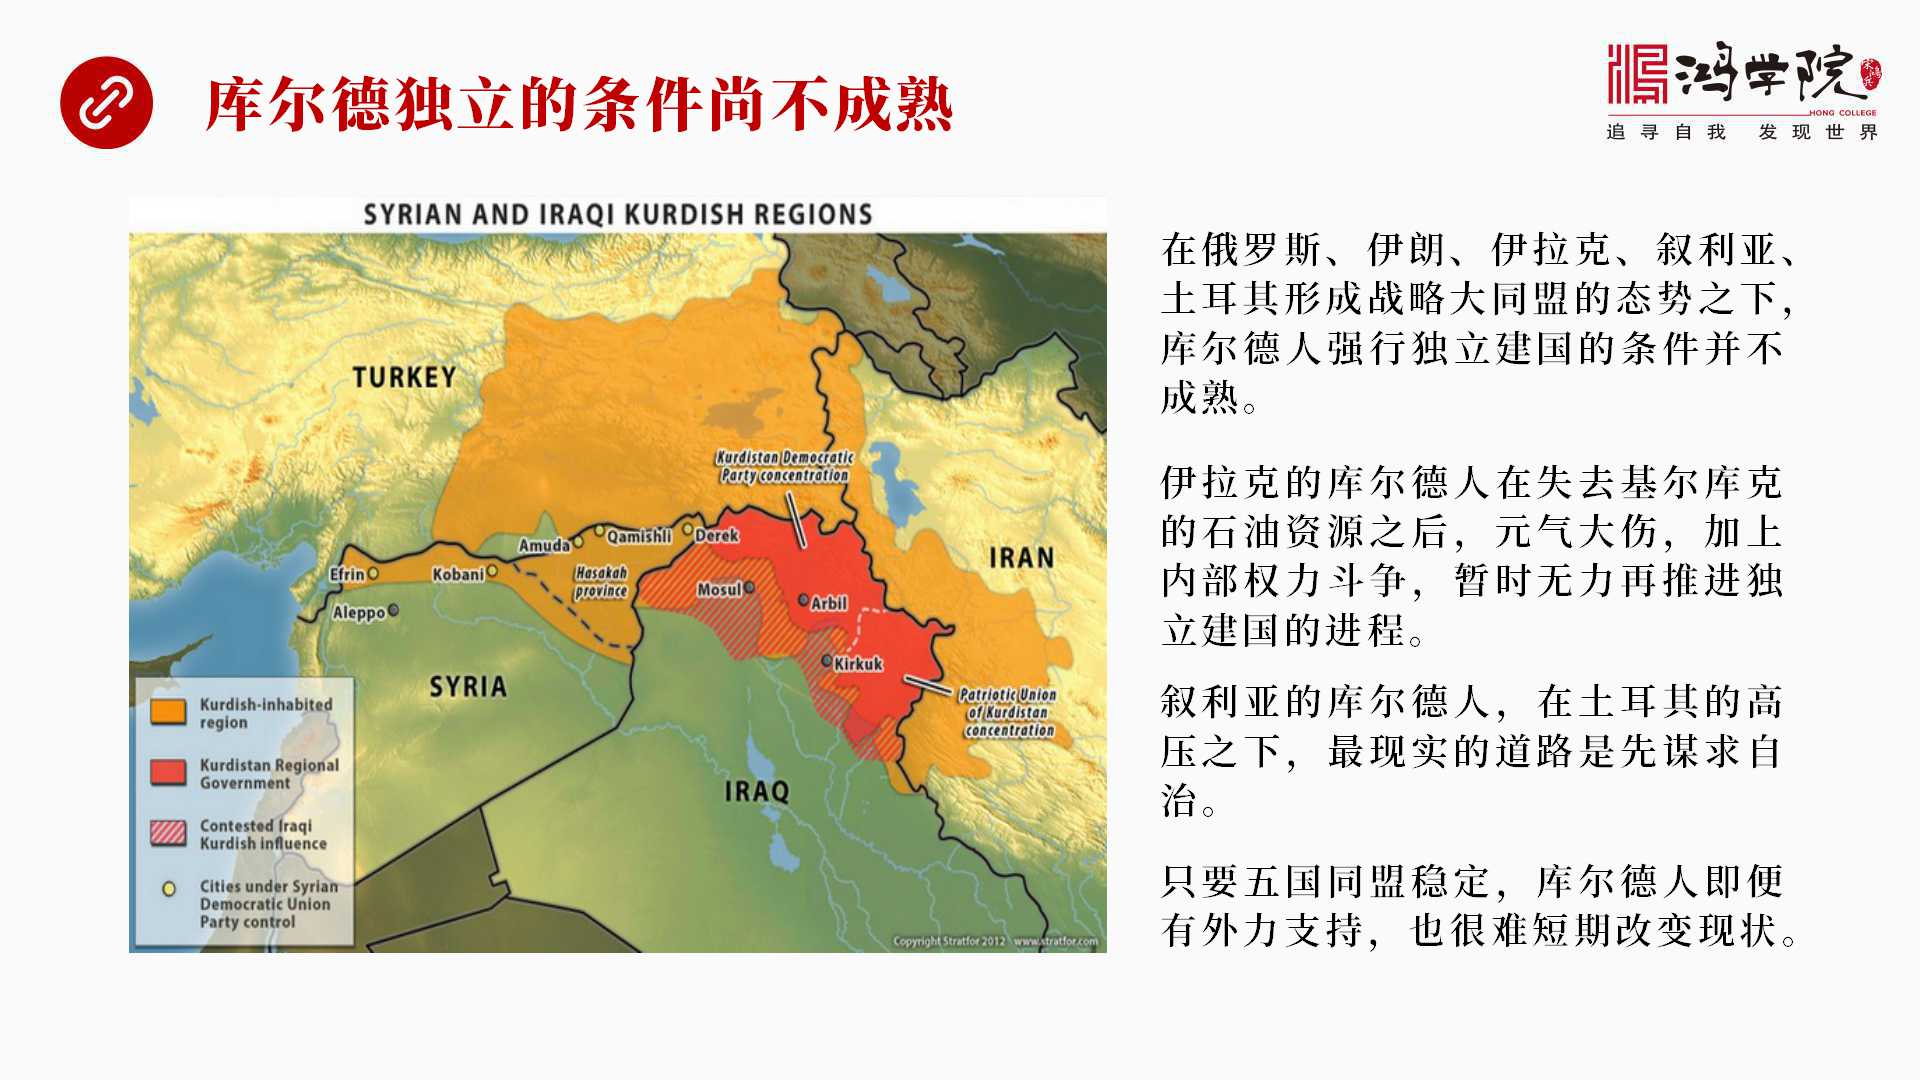 库尔德独立的条件尚不成熟
鸿学院
宋鸿兵
HONG COLLEGE
追寻自我 发现世界
SYRIAN AND IRAQI KURDISH REGIONS
TURKEY
Kurdistan Democratic
Party concentration
Amuda
Qamishli
Derek
IRAN
Efrin
Kobani
Hasakah
province
Mosul
Arbil
Aleppo
Kirkuk
SYRIA
Patriotic Union
of Kurdistan
concentration
IRAQ
Kurdish-inhabited
region
Kurdistan Regional
Government
Contested Iraqi
Kurdish influence
Cities under Syrian
Democratic Union
Party control
Copyright Stratfor 2012 www.stratfor.com
在俄罗斯、伊朗、伊拉克、叙利亚、
土耳其形成战略大同盟的态势之下，
库尔德人强行独立建国的条件并不
成熟。
伊拉克的库尔德人在失去基尔库克
的石油资源之后，元气大伤，加上
内部权力斗争，暂时无力再推进独
立建国的进程。
叙利亚的库尔德人，在土耳其的高
压之下，最现实的道路是先谋求自
治。
只要五国同盟稳定，库尔德人即便
有外力支持，也很难短期改变现状。